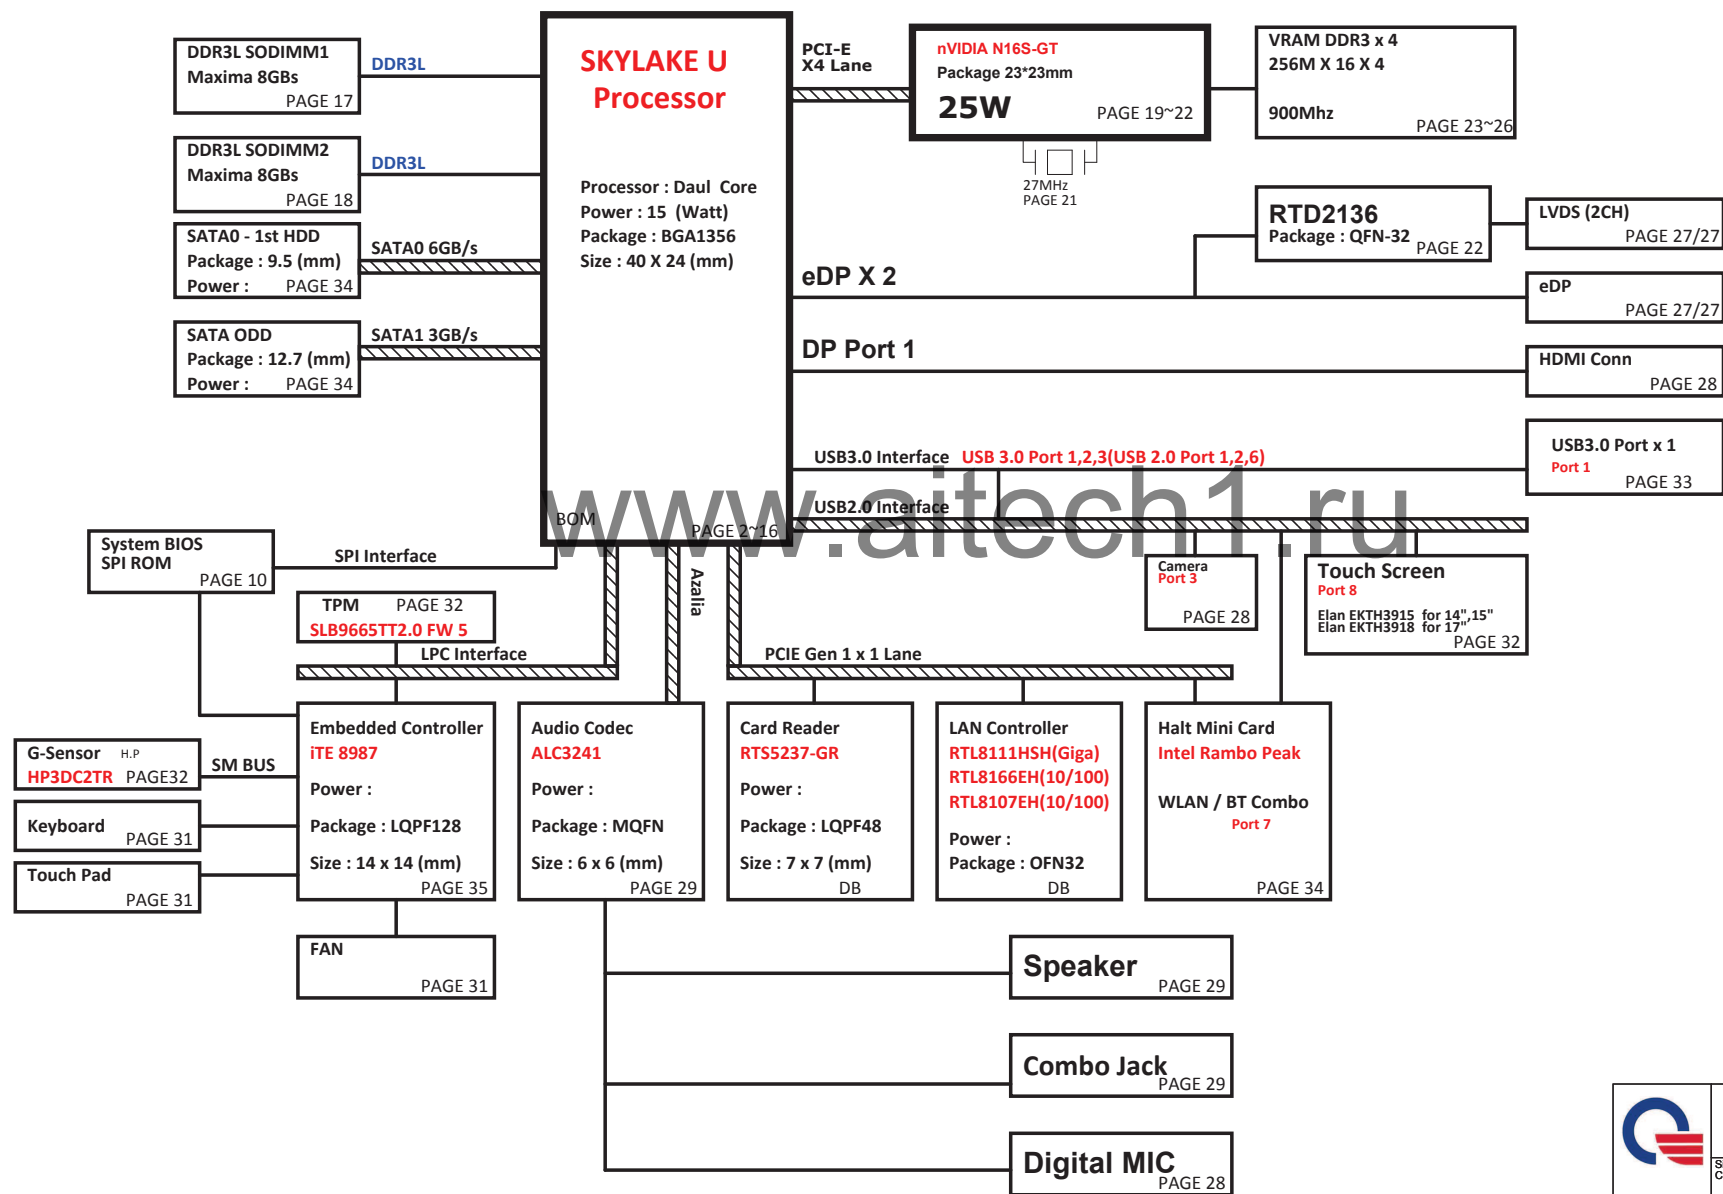 DDR3L SODIMM1
Maxima 8GBs
PAGE 17
DDR3L
DDR3L SODIMM2
Maxima 8GBs
PAGE 18
DDR3L
SATA0 - 1st HDD
Package : 9.5 (mm)
Power : PAGE 34
SATA0 6GB/s
SATA ODD
Package : 12.7 (mm)
Power : PAGE 34
SATA1 3GB/s
SKYLAKE U
Processor
Processor : Daul Core
Power : 15 (Watt)
Package : BGA1356
Size : 40 X 24 (mm)
BOM
PAGE 2~16
PCI-E
X4 Lane
nVIDIA N16S-GT
Package 23*23mm
25W
PAGE 19~22
27MHz
PAGE 21
VRAM DDR3 x 4
256M X 16 X 4
900Mhz
PAGE 23~26
RTD2136
Package : QFN-32
PAGE 22
LVDS (2CH)
PAGE 27/27
eDP X 2
eDP
PAGE 27/27
DP Port 1
HDMI Conn
PAGE 28
USB3.0 Interface USB 3.0 Port 1,2,3(USB 2.0 Port 1,2,6)
USB3.0 Port x 1
Port 1
PAGE 33
USB2.0 Interface
www.aitech1.ru
Camera
Port 3
PAGE 28
Touch Screen
Port 8
Elan EKTH3915 for 14",15"
Elan EKTH3918 for 17"
PAGE 32
System BIOS
SPI ROM
PAGE 10
SPI Interface
TPM PAGE 32
SLB9665TT2.0 FW 5
LPC Interface
Azalia
PCIE Gen 1 x 1 Lane
G-Sensor H.P
HP3DC2TR PAGE32
SM BUS
Keyboard
PAGE 31
Touch Pad
PAGE 31
Embedded Controller
iTE 8987
Power :
Package : LQPF128
Size : 14 x 14 (mm)
PAGE 35
FAN
PAGE 31
Audio Codec
ALC3241
Power :
Package : MQFN
Size : 6 x 6 (mm)
PAGE 29
Card Reader
RTS5237-GR
Power :
Package : LQPF48
Size : 7 x 7 (mm)
DB
LAN Controller
RTL8111HSH(Giga)
RTL8166EH(10/100)
RTL8107EH(10/100)
Power :
Package : OFN32
DB
Halt Mini Card
Intel Rambo Peak
WLAN / BT Combo
Port 7
PAGE 34
Speaker
PAGE 29
Combo Jack
PAGE 29
Digital MIC
PAGE 28